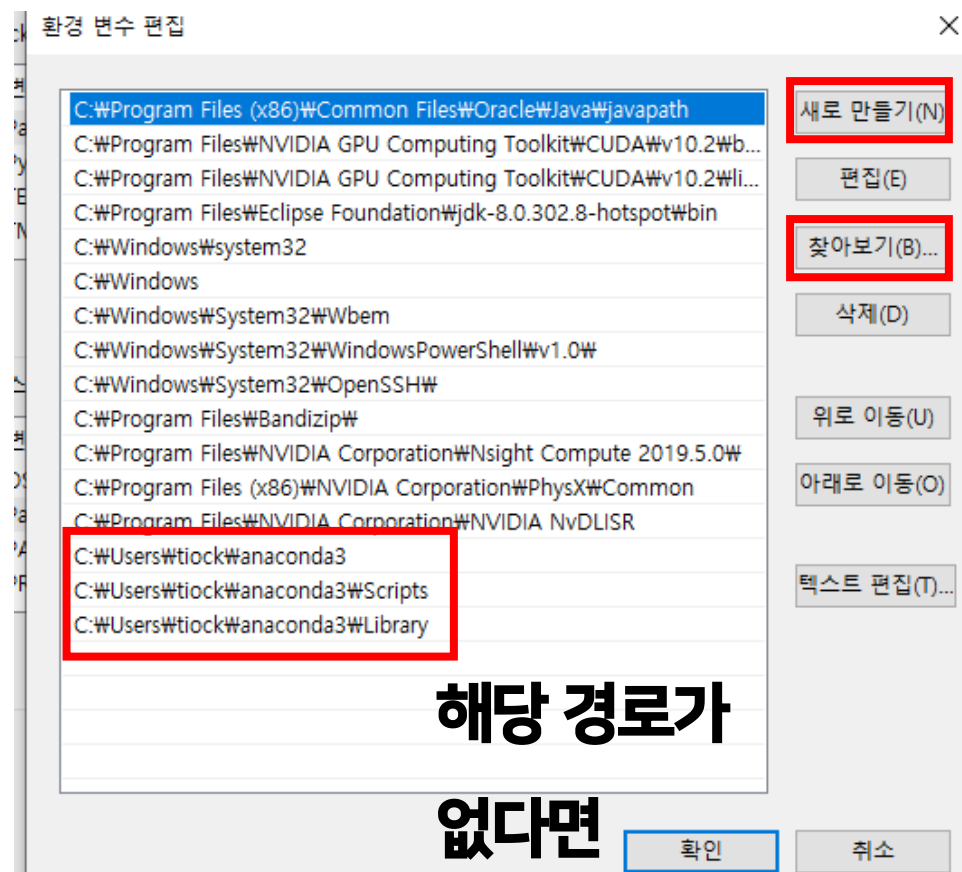 환경 변수 편집
C:₩Program Files (x86)₩Common Files₩Oracle₩Java₩javapath
새로 만들기(N)
C:₩Program Files₩NVIDIA GPU Computing Toolkit₩CUDA₩v10.2₩b...
C:₩Program Files₩NVIDIA GPU Computing Toolkit₩CUDA₩v10.2₩li...
편집(E)
C:₩Program Files₩Eclipse Foundation₩jdk-8.0.302.8-hotspot₩bin
C:₩Windows₩system32
찾아보기(B)...
C:₩Windows
C:₩Windows₩System32₩Wbem
삭제(D)
C:₩Windows₩System32₩WindowsPowerShell₩v1.0₩
C:₩Windows₩System32₩OpenSSH₩
C:₩Program Files₩Bandizip₩
위로 이동(U)
C:₩Program Files₩NVIDIA Corporation₩Nsight Compute 2019.5.0₩
C:₩Program Files (x86)₩NVIDIA Corporation₩PhysX₩Common
아래로 이동(O)
C:₩Program Files₩NVIDIA Corporation₩NVIDIA NvDLISR
C:₩Users₩tiock₩anaconda3
C:₩Users₩tiock₩anaconda3₩Scripts
텍스트 편집(T)...
C:₩Users₩tiock₩anaconda3₩Library
해당 경로가
없다면
확인
취소